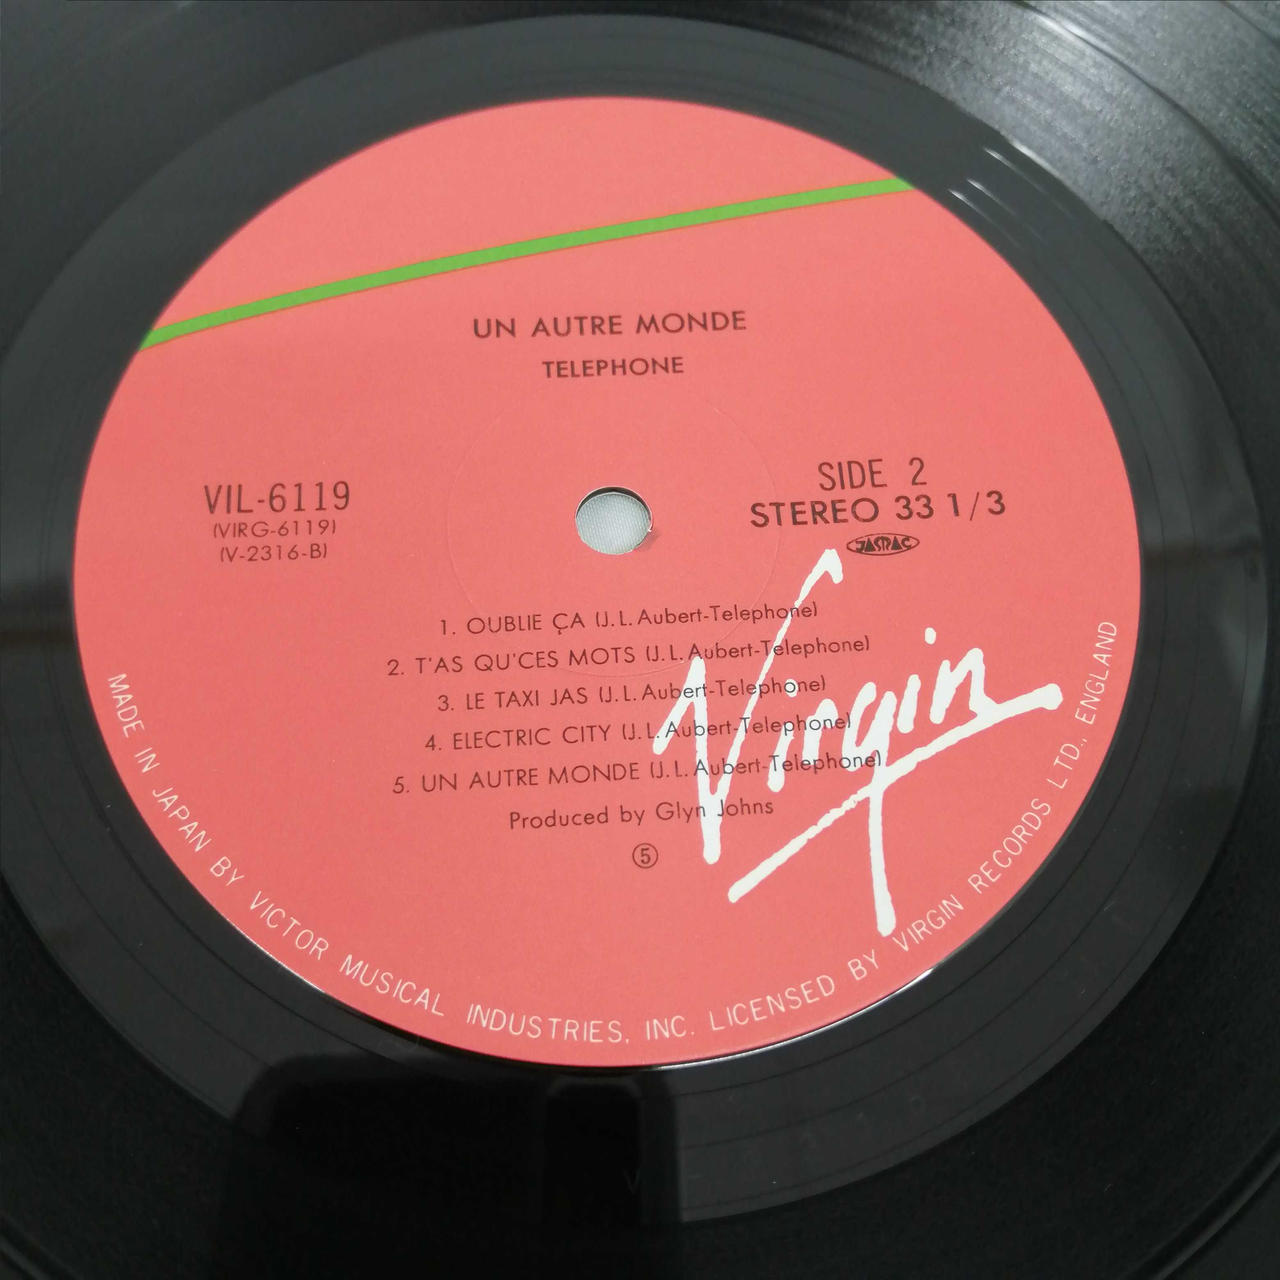 UN AUTRE MONDE
TELEPHONE
VIL-6119
(VIRG-6119)
(V-2316-B)
SIDE 2
STEREO 33 1/3
JASRAC
1. OUBLIE ÇA (J.L.Aubert-Telephone)
2. T'AS QU'CES MOTS (J.L.Aubert-Telephone)
3. LE TAXI JAS (J.L.Aubert-Telephone)
4. ELECTRIC CITY (J.L.Aubert-Telephone)
5. UN AUTRE MONDE (J.L.Aubert-Telephone)
Produced by Glyn Johns
⑤
Virgin
MADE IN JAPAN BY VICTOR MUSICAL INDUSTRIES, INC. LICENSED BY VIRGIN RECORDS LTD., ENGLAND